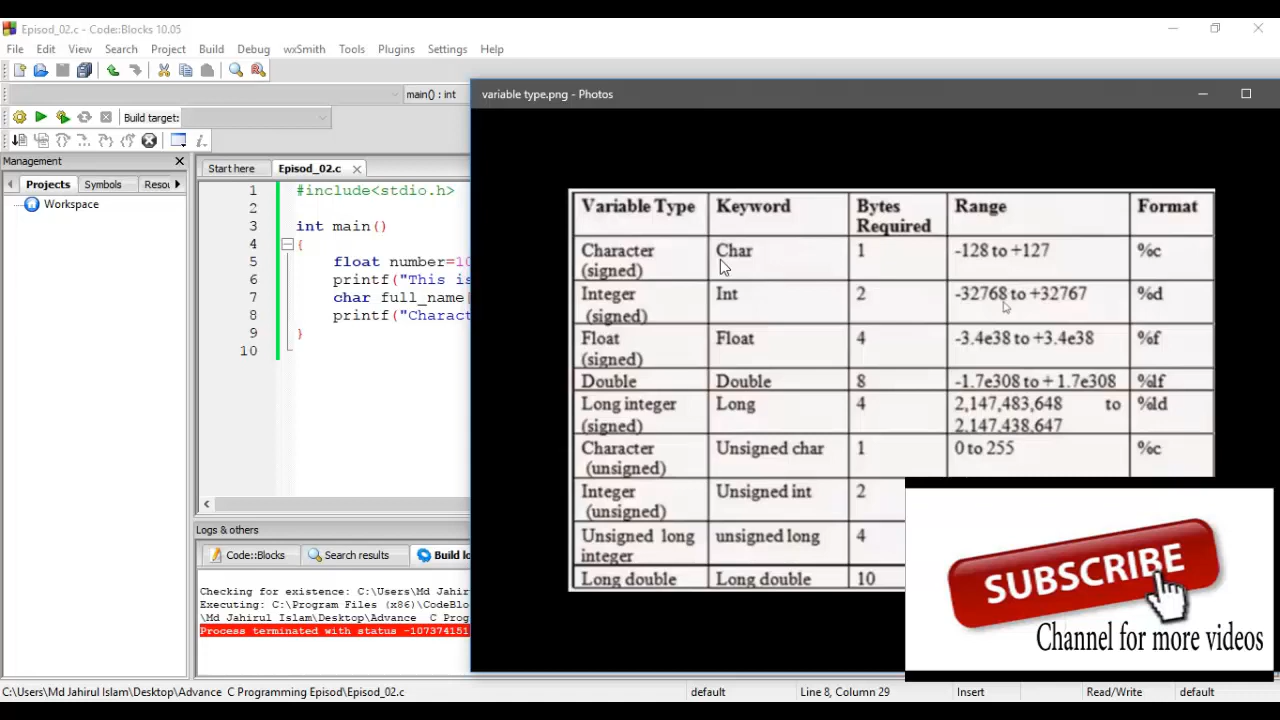 Episod_02.c - Code::Blocks 10.05
File Edit View Search Project Build Debug wxSmith Tools Plugins Settings Help
main() : int
variable type.png - Photos
Build target:
Management
Projects Symbols Resou
Workspace
Start here Episod_02.c
1 #include<stdio.h>
2
3 int main()
4 {
5 float number=10
6 printf("This is
7 char full_name[
8 printf("Charact
9 }
10
Variable Type Keyword Bytes Required Range Format
Character (signed) Char 1 -128 to +127 %c
Integer (signed) Int 2 -32768 to +32767 %d
Float (signed) Float 4 -3.4e38 to +3.4e38 %f
Double Double 8 -1.7e308 to + 1.7e308 %lf
Long integer (signed) Long 4 2,147,483,648 to 2,147,438,647 %ld
Character (unsigned) Unsigned char 1 0 to 255 %c
Integer (unsigned) Unsigned int 2
Unsigned long integer unsigned long 4
Long double Long double 10
SUBSCRIBE
Channel for more videos
Logs & others
Code::Blocks Search results Build lo
Checking for existence: C:\Users\Md Jahir
Executing: C:\Program Files (x86)\CodeBlo
\Md Jahirul Islam\Desktop\Advance C Prog
Process terminated with status -107374151
C:\Users\Md Jahirul Islam\Desktop\Advance C Programming Episod\Episod_02.c default Line 8, Column 29 Insert Read/Write default